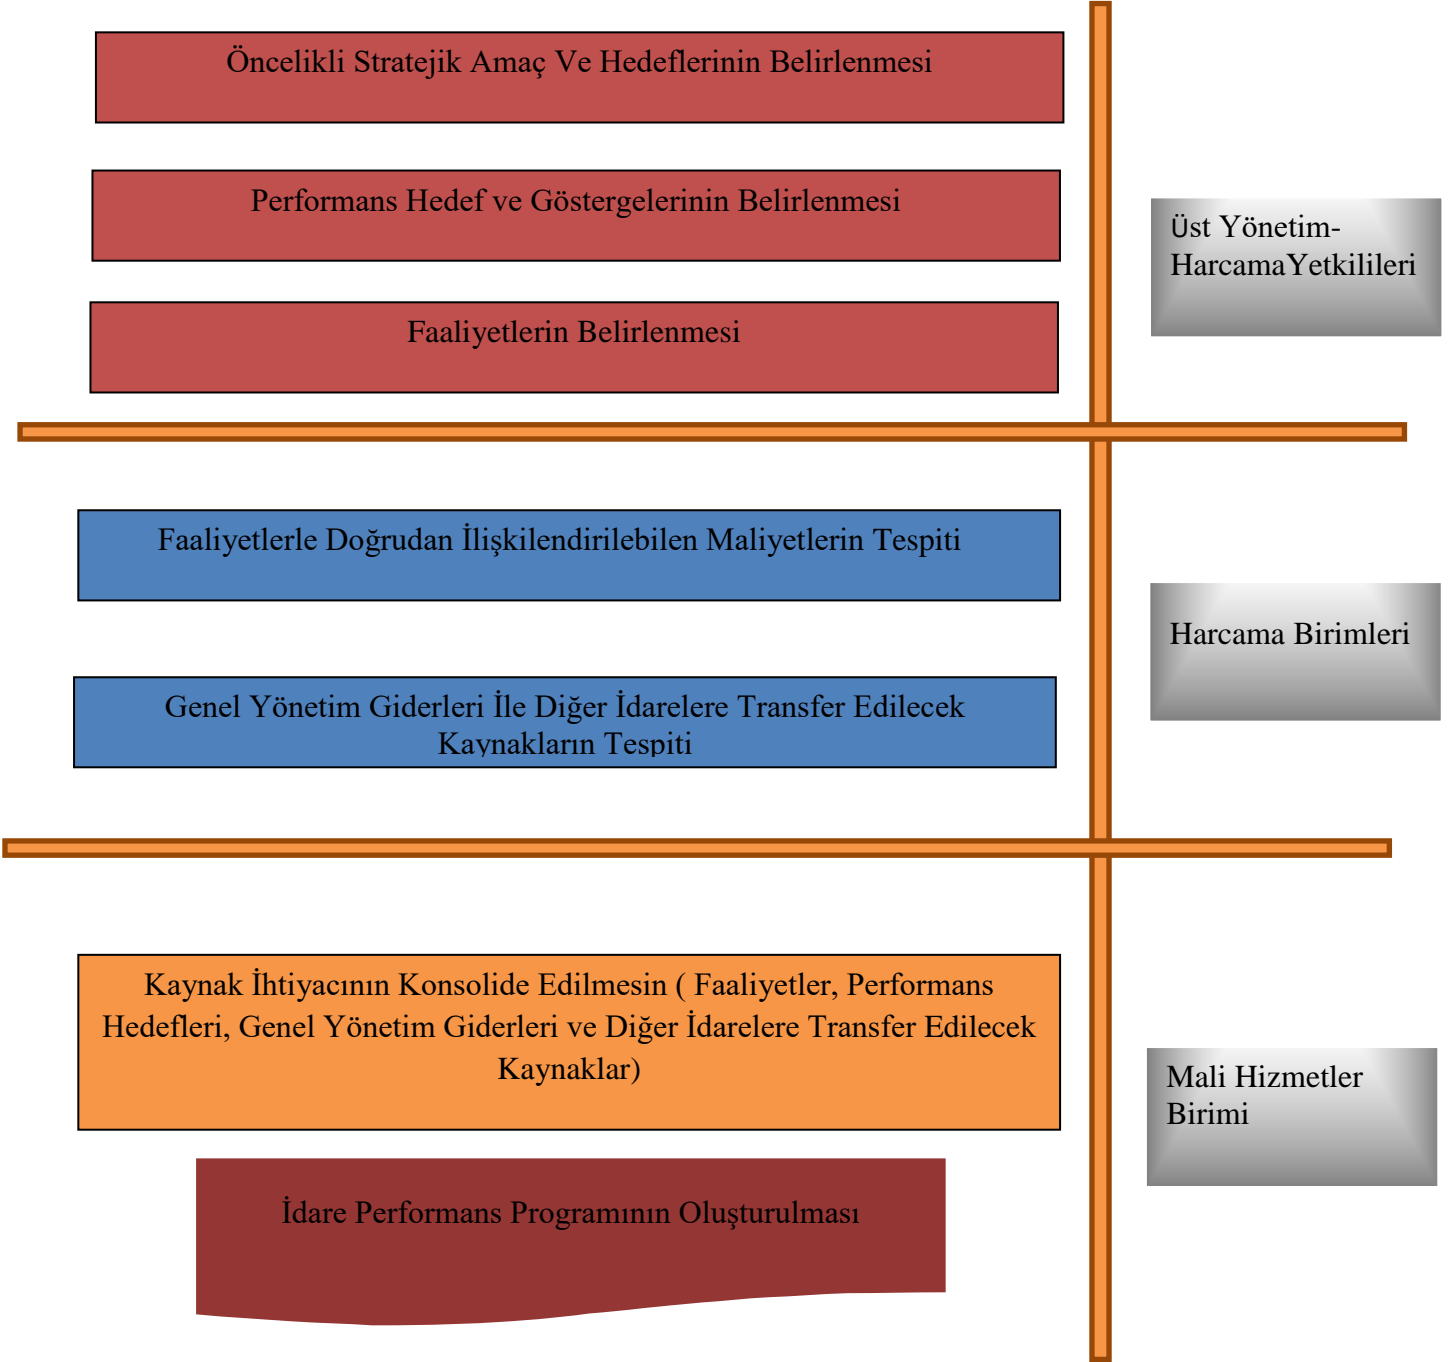 Öncelikli Stratejik Amaç Ve Hedeflerinin Belirlenmesi
Performans Hedef ve Göstergelerinin Belirlenmesi
Üst Yönetim-
HarcamaYetkilileri
Faaliyetlerin Belirlenmesi
Faaliyetlerle Doğrudan İlişkilendirilebilen Maliyetlerin Tespiti
Harcama Birimleri
Genel Yönetim Giderleri İle Diğer İdarelere Transfer Edilecek
Kaynakların Tespiti
Kaynak İhtiyacının Konsolide Edilmesin ( Faaliyetler, Performans
Hedefleri, Genel Yönetim Giderleri ve Diğer İdarelere Transfer Edilecek
Kaynaklar)
Mali Hizmetler
Birimi
İdare Performans Programının Oluşturulması